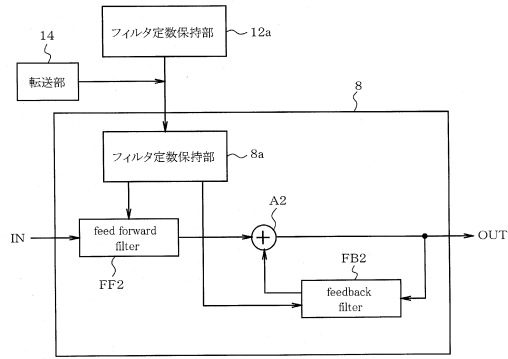 フィルタ定数保持部
12a
14
転送部
8
フィルタ定数保持部
8a
A2
IN
feed forward
filter
+
OUT
FF2
FB2
feedback
filter